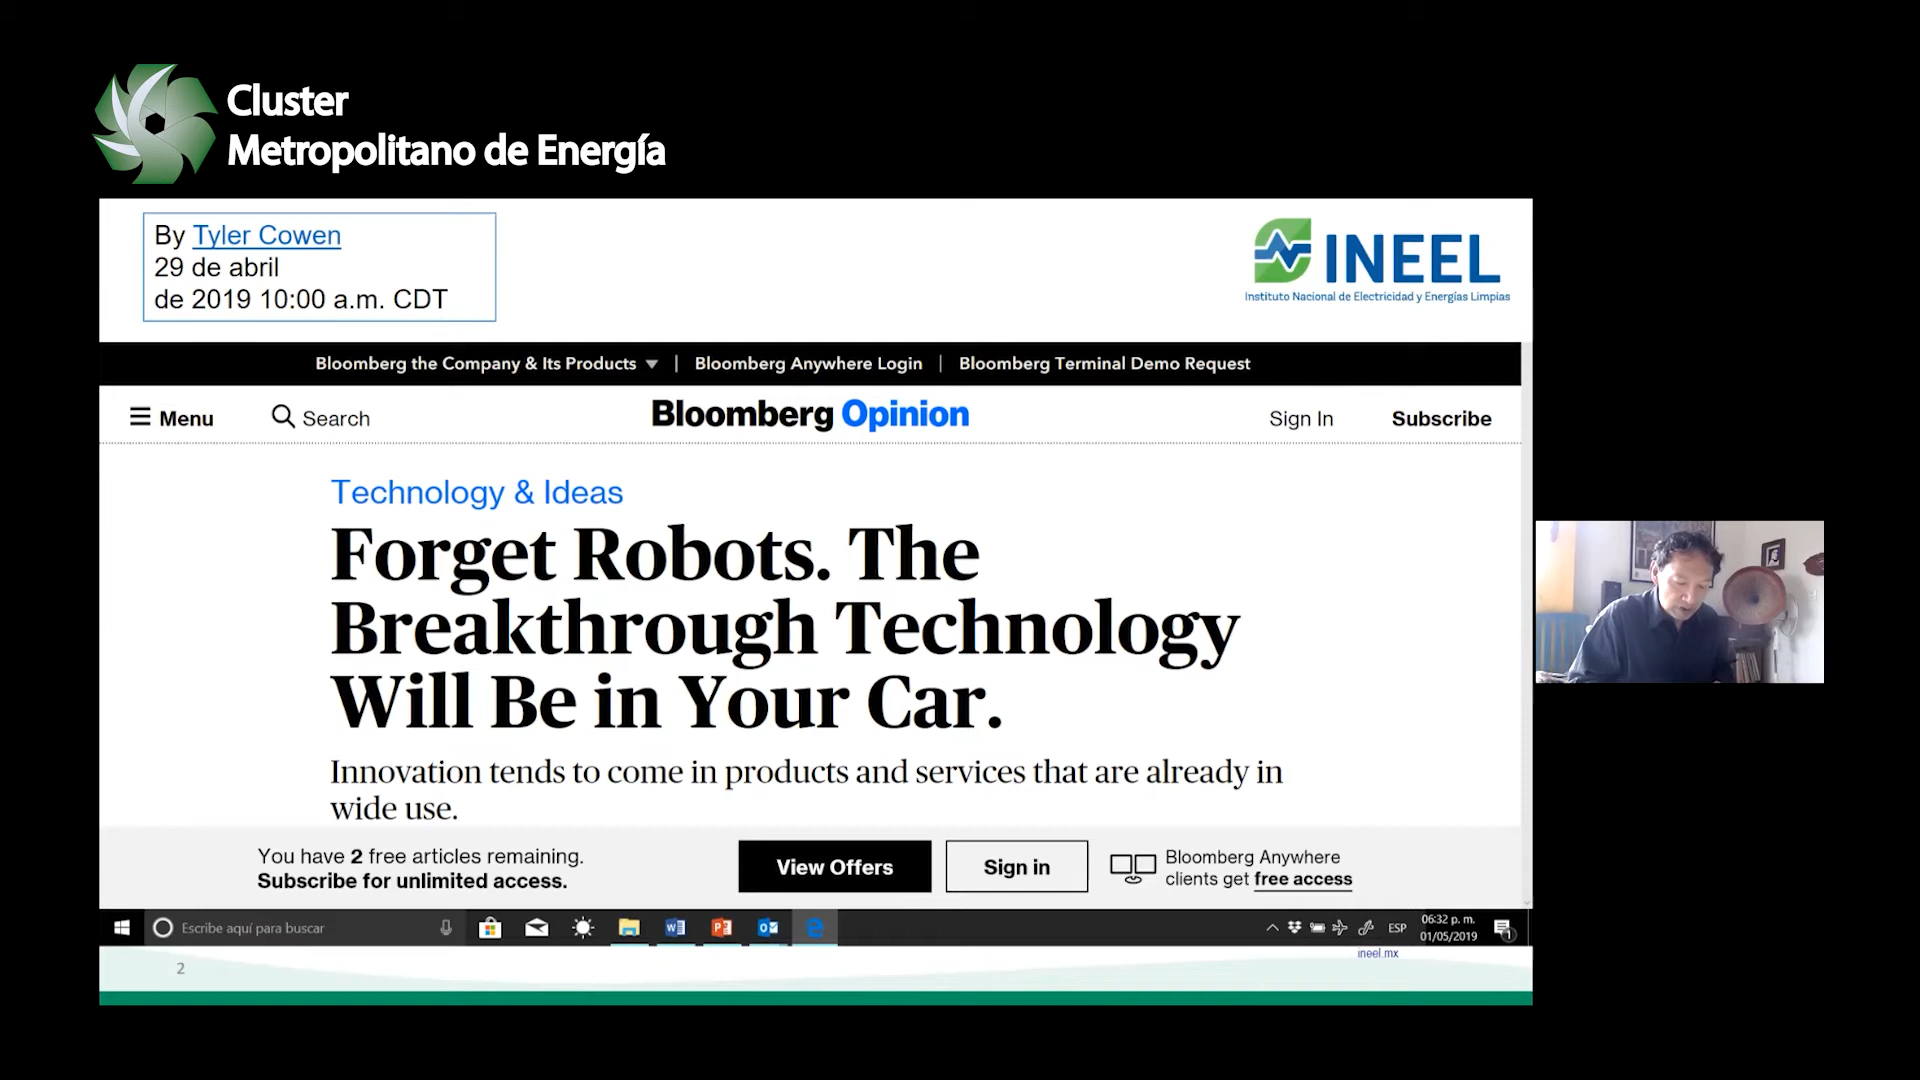 Cluster
Metropolitano de Energía
By Tyler Cowen
29 de abril
de 2019 10:00 a.m. CDT
INEEL
Instituto Nacional de Electricidad y Energías Limpias
Bloomberg the Company & Its Products | Bloomberg Anywhere Login | Bloomberg Terminal Demo Request
Menu Search Bloomberg Opinion Sign In Subscribe
Technology & Ideas
Forget Robots. The
Breakthrough Technology
Will Be in Your Car.
Innovation tends to come in products and services that are already in
wide use.
You have 2 free articles remaining.
Subscribe for unlimited access.
View Offers
Sign in
Bloomberg Anywhere
clients get free access
Escribe aquí para buscar
ESP
06:32 p. m.
01/05/2019
1
ineel.mx
2